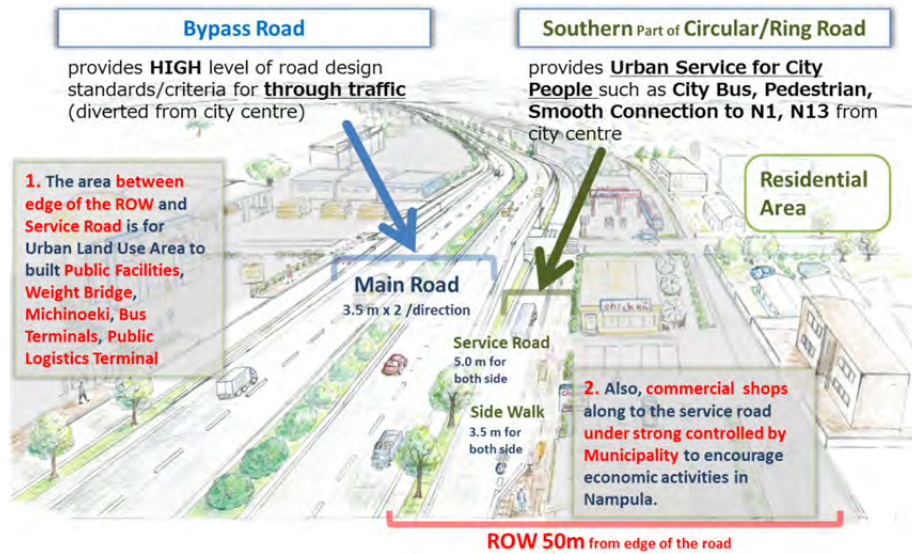 Bypass Road
provides HIGH level of road design
standards/criteria for through traffic
(diverted from city centre)
Southern Part of Circular/Ring Road
provides Urban Service for City
People such as City Bus, Pedestrian,
Smooth Connection to N1, N13 from
city centre
1. The area between
edge of the ROW and
Service Road is for
Urban Land Use Area to
built Public Facilities,
Weight Bridge,
Michinoeki, Bus
Terminals, Public
Logistics Terminal
Residential
Area
Main Road
3.5 m x 2 /direction
chicken
Service Road
5.0 m for
both side
Side Walk
3.5 m for
both side
2. Also, commercial shops
along to the service road
under strong controlled by
Municipality to encourage
economic activities in
Nampula.
ROW 50m from edge of the road